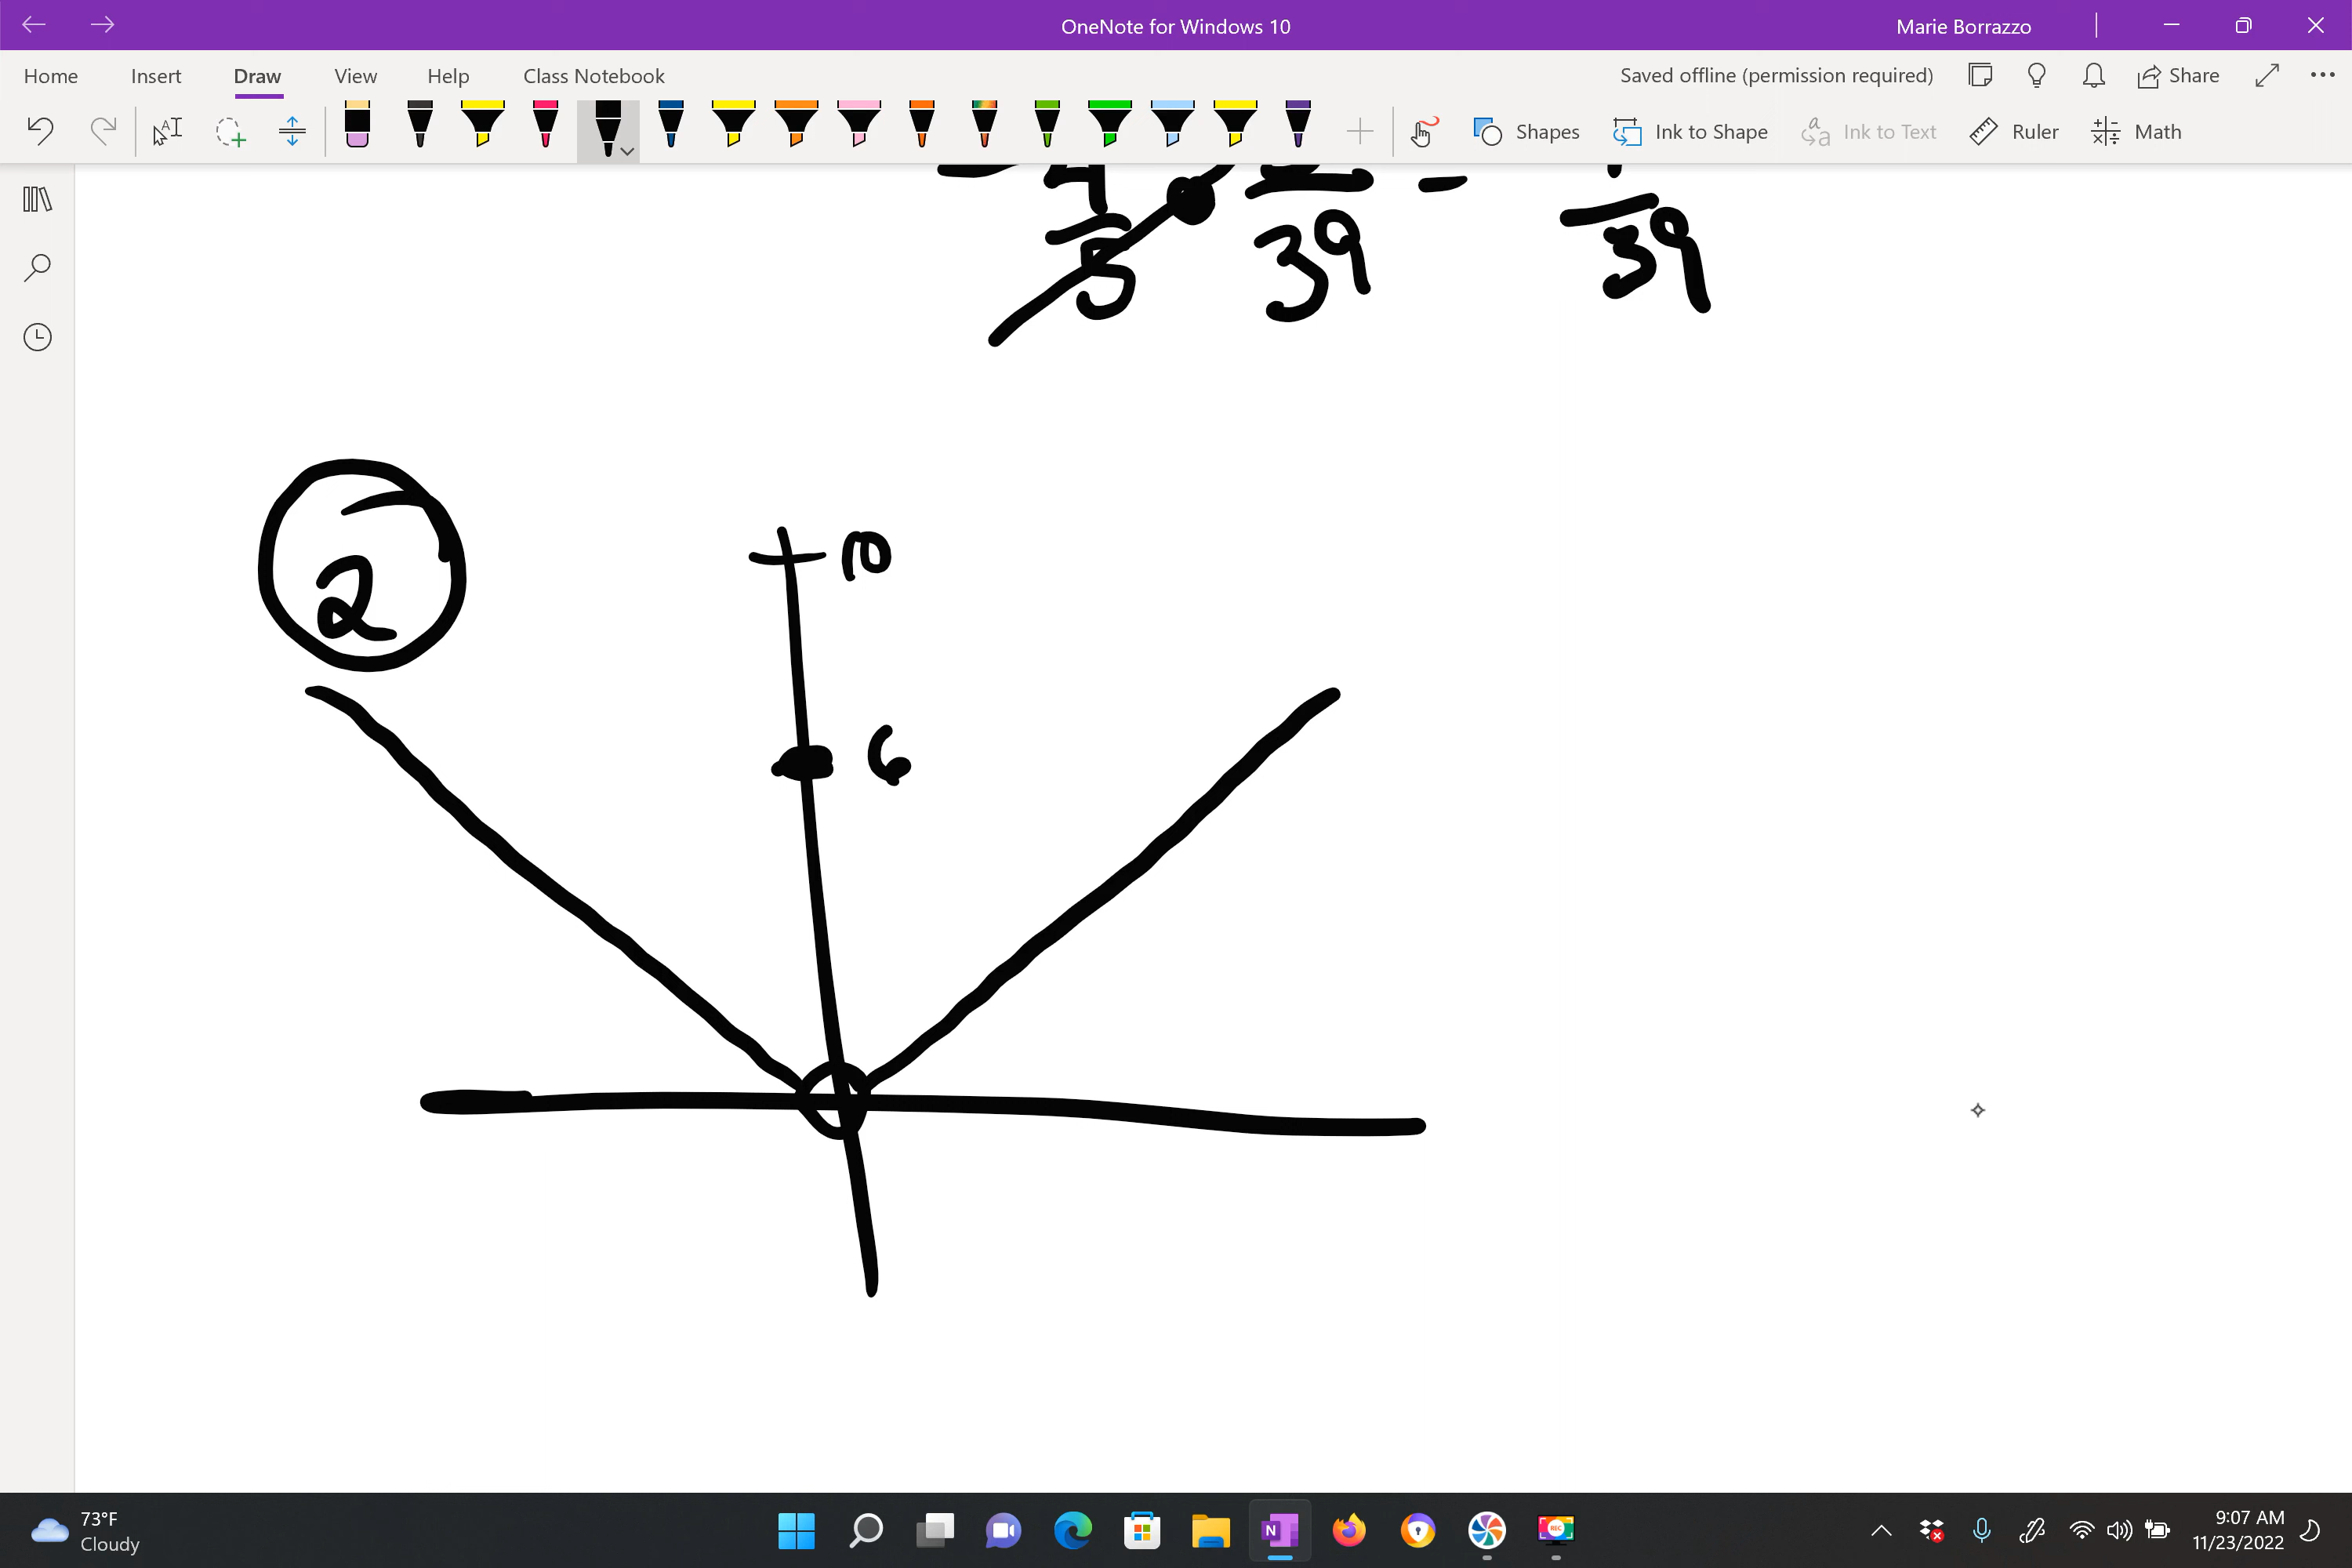 OneNote for Windows 10 Marie Borrazzo
Home Insert Draw View Help Class Notebook Saved offline (permission required) Share
Shapes Ink to Shape Ink to Text Ruler Math
5 39 39
2
10
6
73°F
Cloudy
9:07 AM
11/23/2022